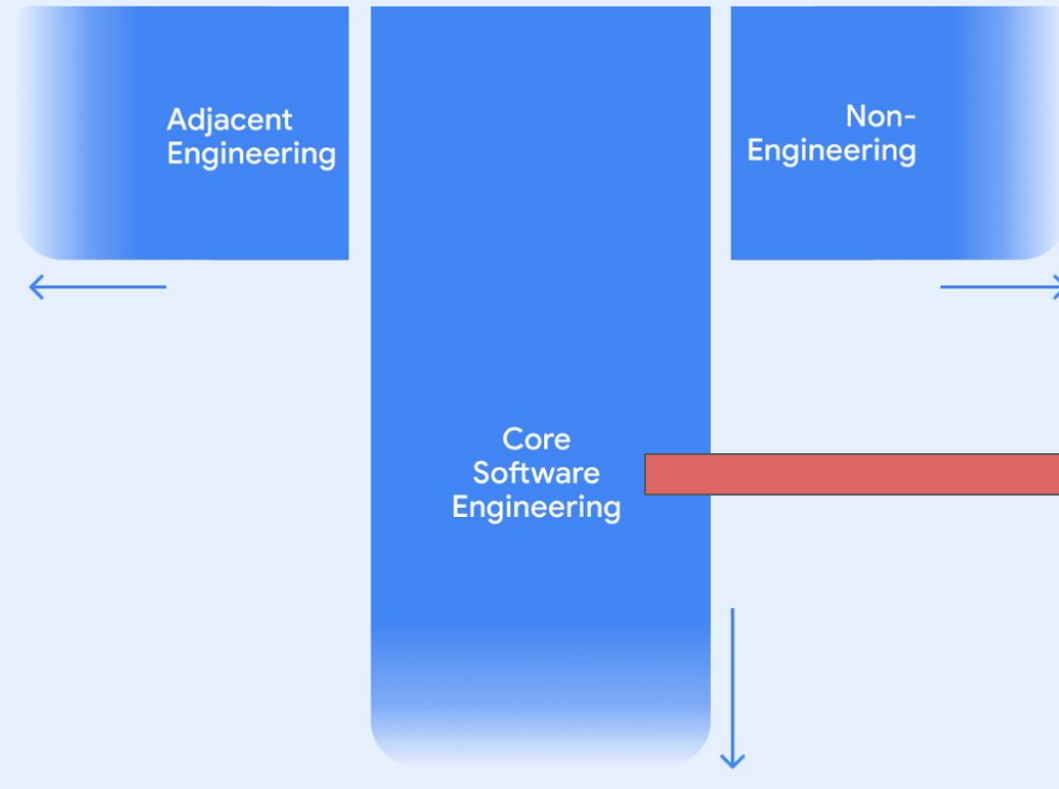 Adjacent
Engineering
Non-
Engineering
Core
Software
Engineering